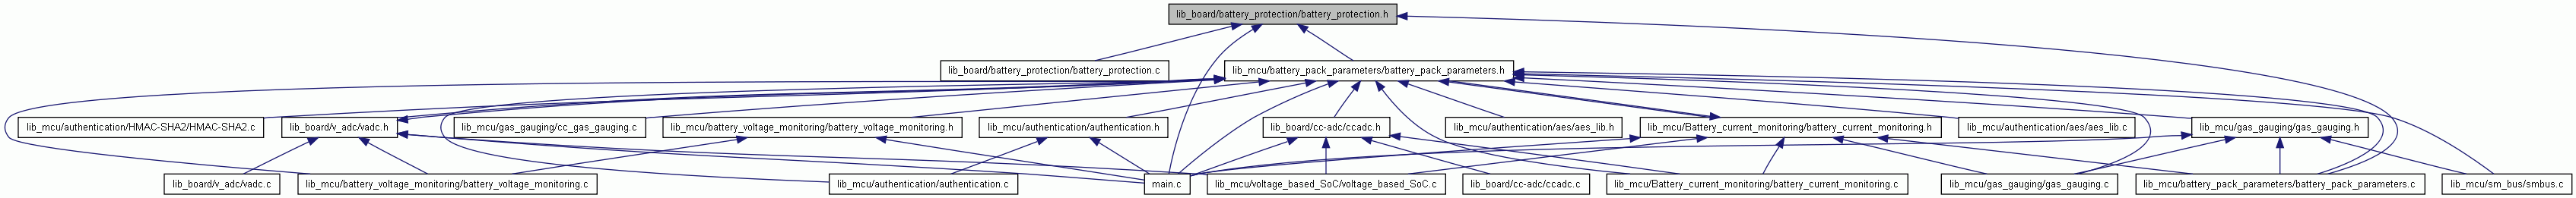 lib_board/battery_protection/battery_protection.h
lib_board/battery_protection/battery_protection.c
lib_mcu/battery_pack_parameters/battery_pack_parameters.h
lib_mcu/authentication/HMAC-SHA2/HMAC-SHA2.c
lib_board/v_adc/vadc.h
lib_mcu/gas_gauging/cc_gas_gauging.c
lib_mcu/battery_voltage_monitoring/battery_voltage_monitoring.h
lib_mcu/authentication/authentication.h
lib_board/cc-adc/ccadc.h
lib_mcu/authentication/aes/aes_lib.h
lib_mcu/Battery_current_monitoring/battery_current_monitoring.h
lib_mcu/authentication/aes/aes_lib.c
lib_mcu/gas_gauging/gas_gauging.h
lib_board/v_adc/vadc.c
lib_mcu/battery_voltage_monitoring/battery_voltage_monitoring.c
lib_mcu/authentication/authentication.c
main.c
lib_mcu/voltage_based_SoC/voltage_based_SoC.c
lib_board/cc-adc/ccadc.c
lib_mcu/Battery_current_monitoring/battery_current_monitoring.c
lib_mcu/gas_gauging/gas_gauging.c
lib_mcu/battery_pack_parameters/battery_pack_parameters.c
lib_mcu/sm_bus/smbus.c